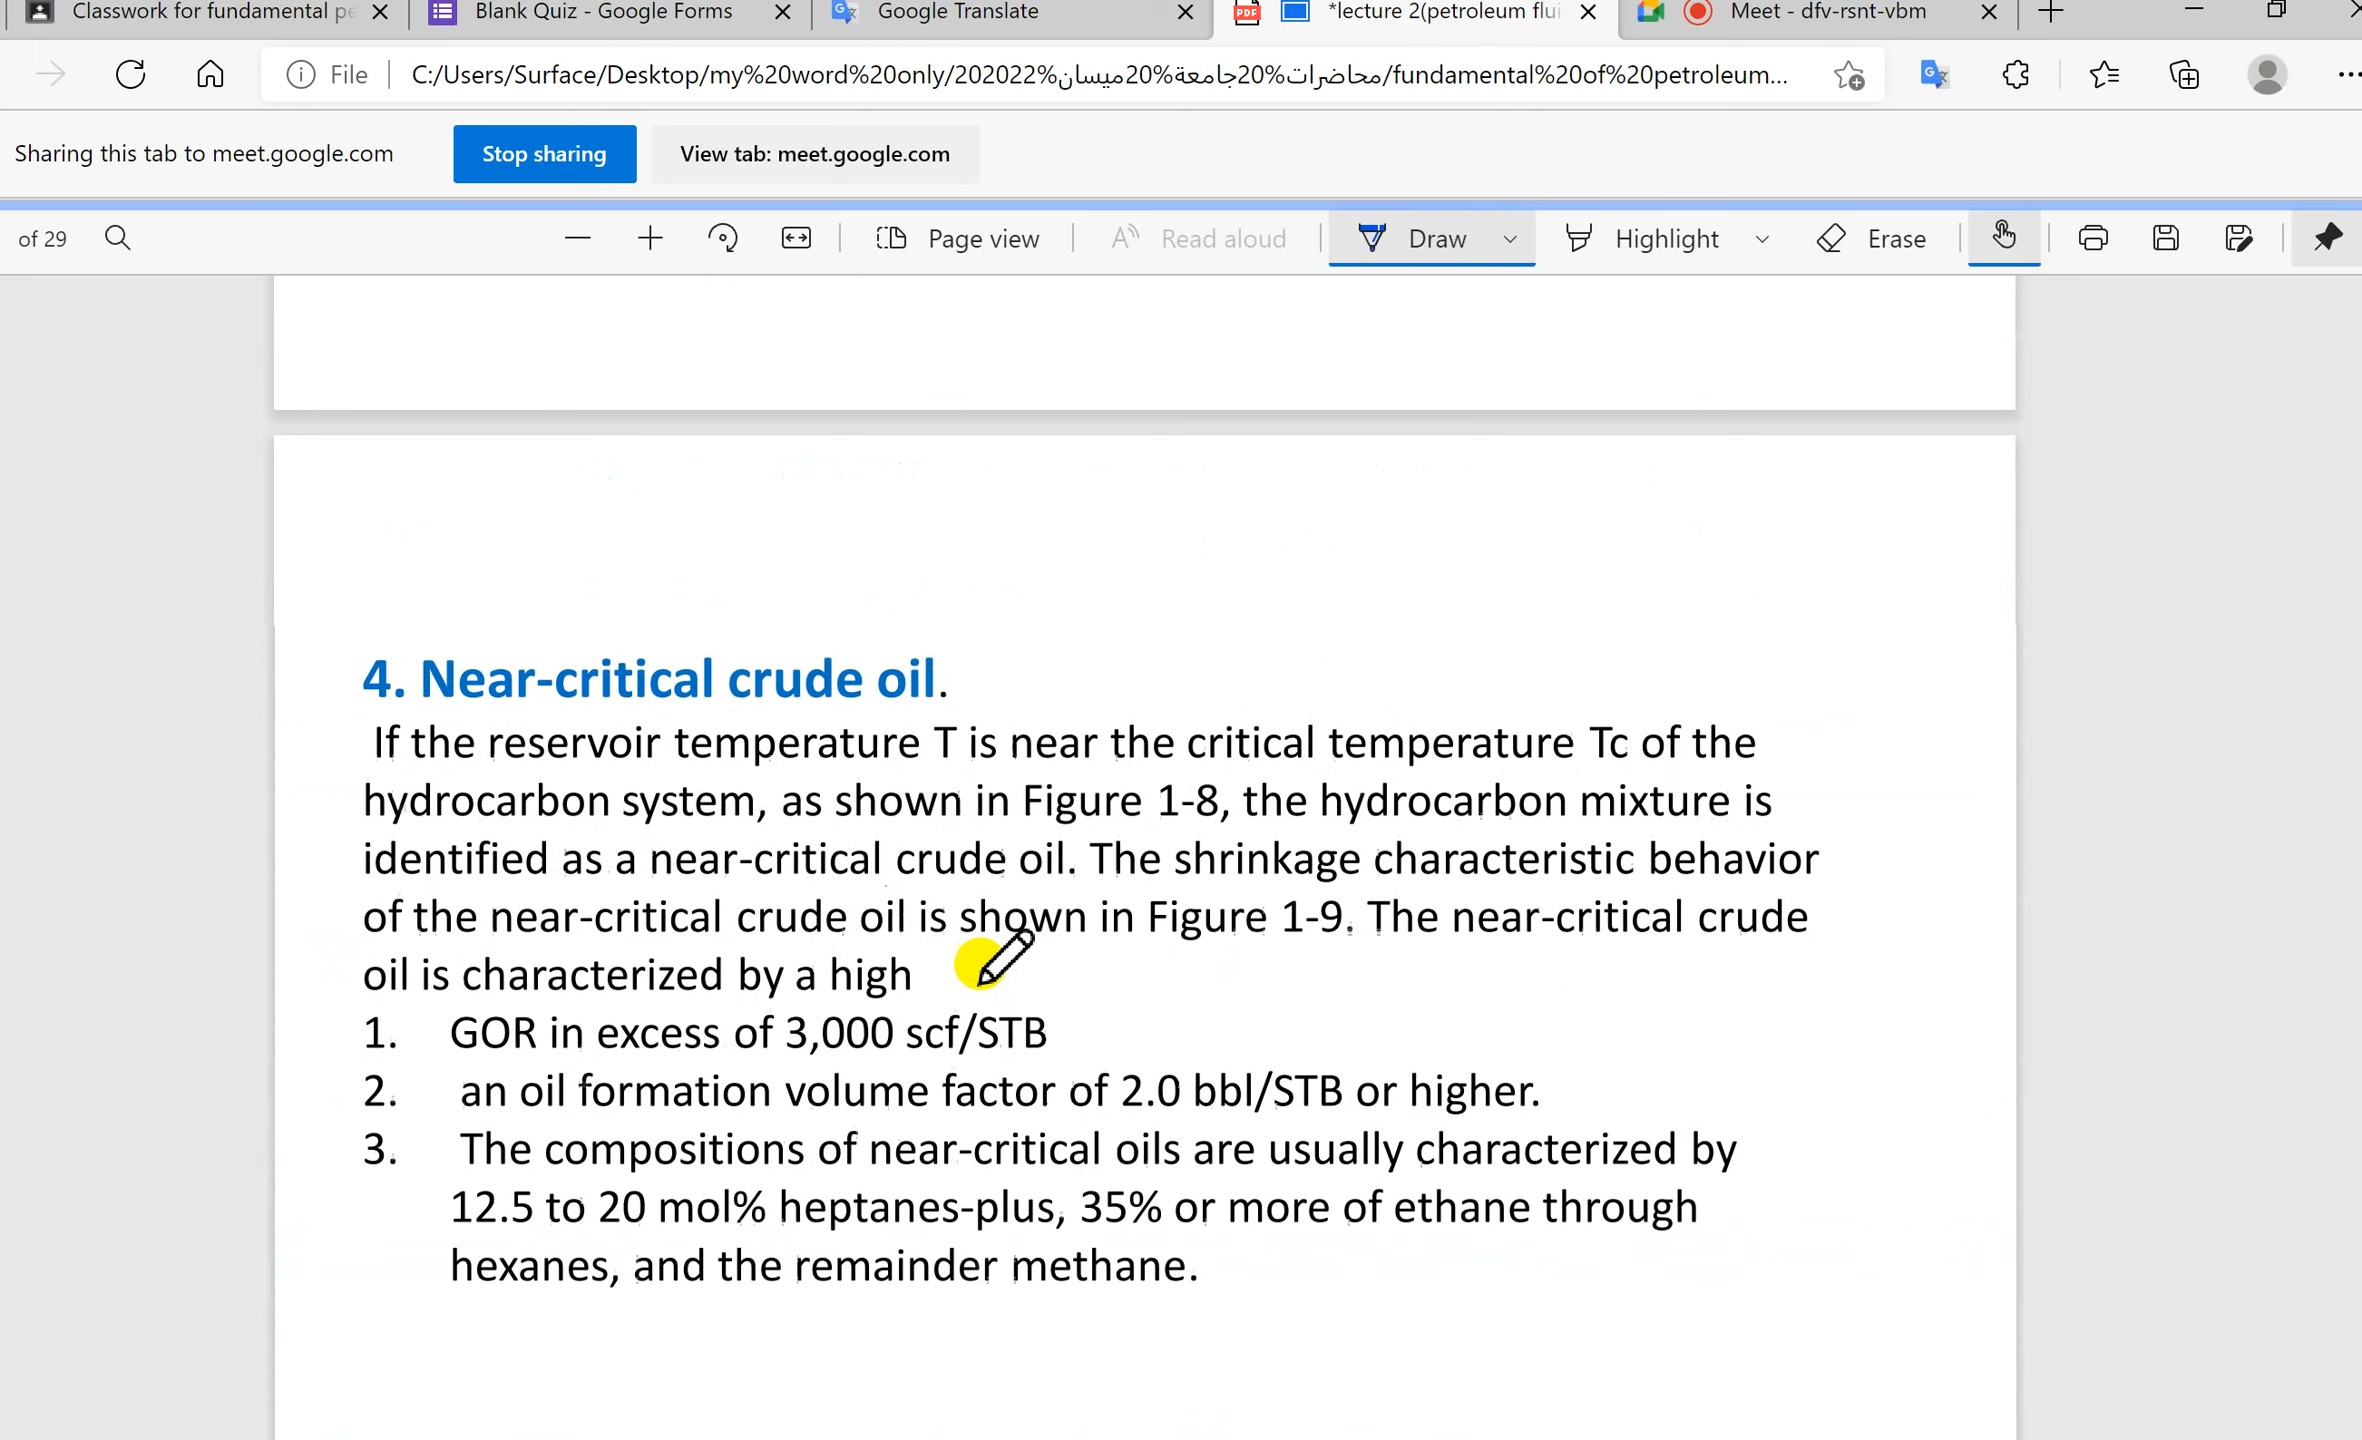 Classwork for fundamental pe
Blank Quiz - Google Forms
Google Translate
*lecture 2(petroleum flui
Meet - dfv-rsnt-vbm
File
C:/Users/Surface/Desktop/my%20word%20only/202022%محاضرات%20جامعة%20ميسان/fundamental%20of%20petroleum...
Sharing this tab to meet.google.com
Stop sharing
View tab: meet.google.com
of 29
Page view
Read aloud
Draw
Highlight
Erase
4. Near-critical crude oil.
If the reservoir temperature T is near the critical temperature Tc of the
hydrocarbon system, as shown in Figure 1-8, the hydrocarbon mixture is
identified as a near-critical crude oil. The shrinkage characteristic behavior
of the near-critical crude oil is shown in Figure 1-9. The near-critical crude
oil is characterized by a high
1. GOR in excess of 3,000 scf/STB
2. an oil formation volume factor of 2.0 bbl/STB or higher.
3. The compositions of near-critical oils are usually characterized by
12.5 to 20 mol% heptanes-plus, 35% or more of ethane through
hexanes, and the remainder methane.